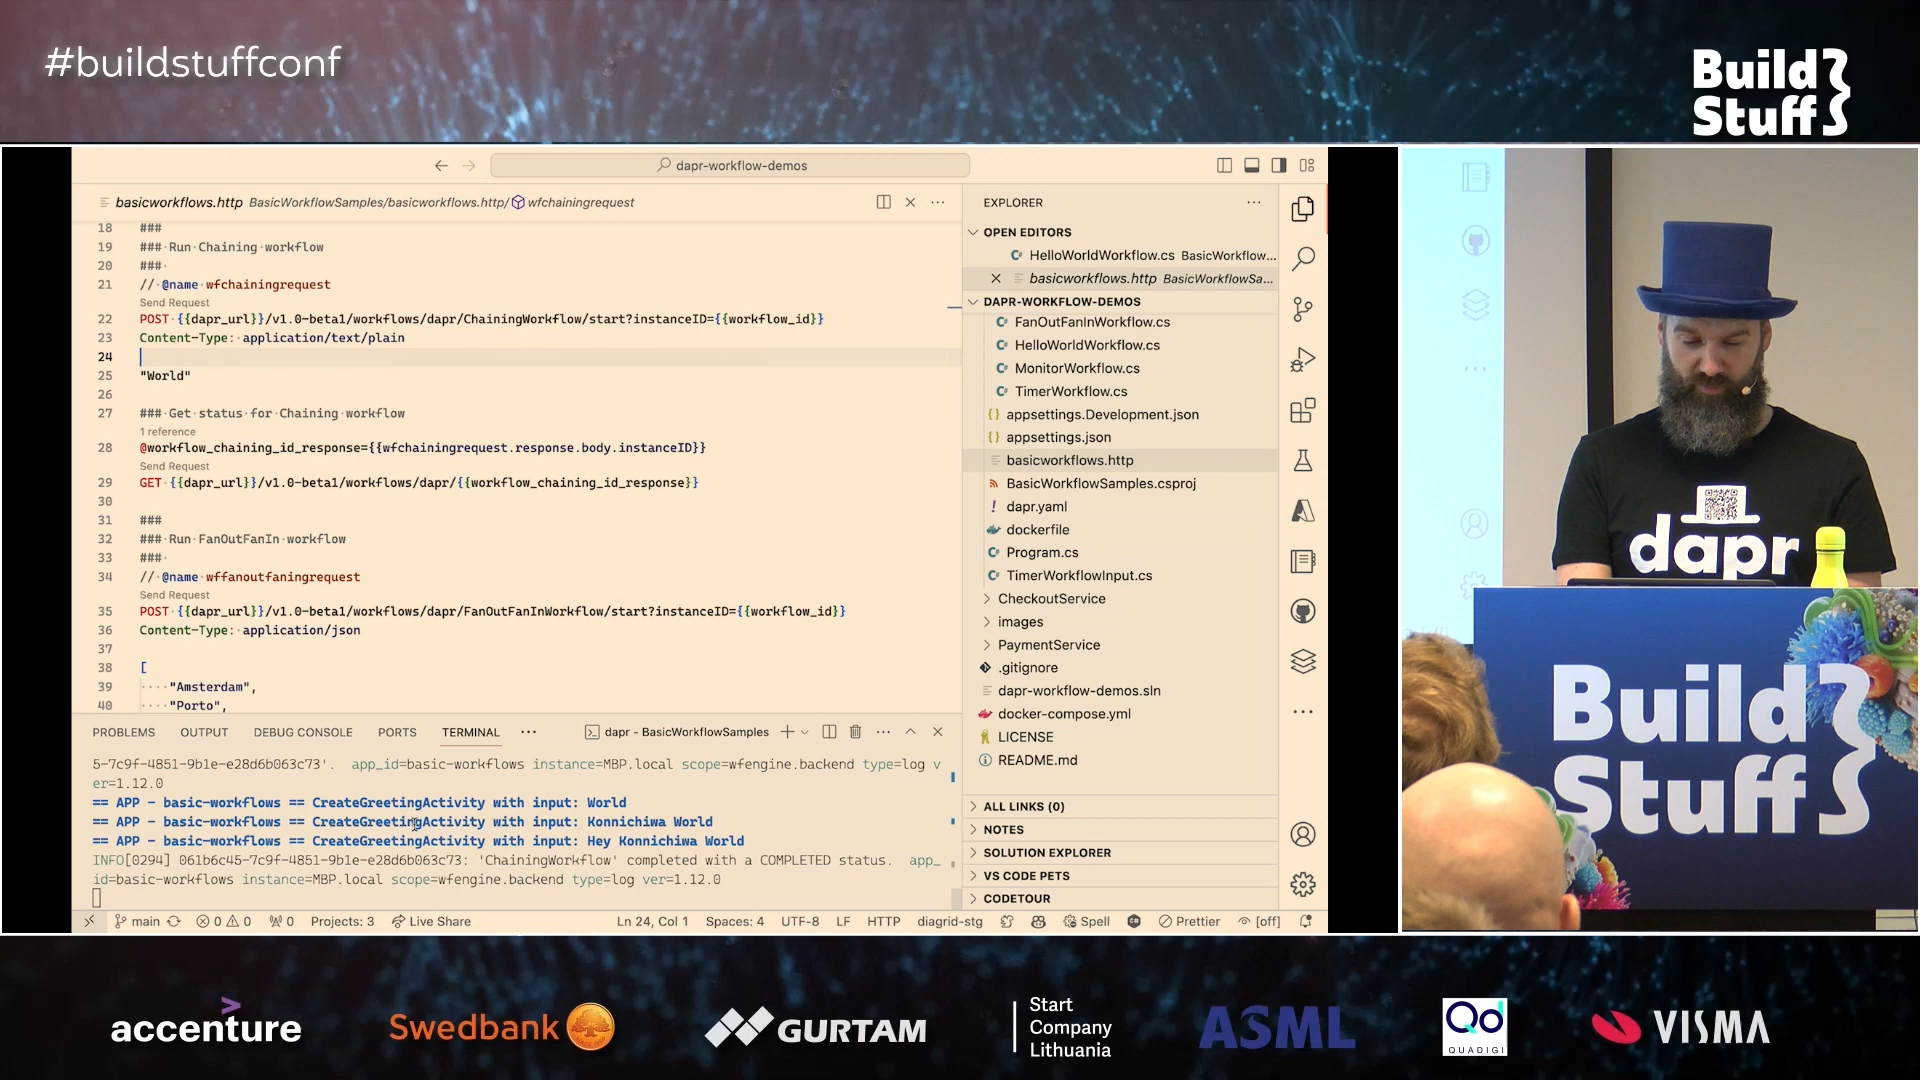 #buildstuffconf
Build
Stuff
dapr-workflow-demos
basicworkflows.http BasicWorkflowSamples/basicworkflows.http/ wfchainingrequest
18 ###
19 ### Run Chaining workflow
20 ###
21 // @name wfchainingrequest
Send Request
22 POST {{dapr_url}}/v1.0-beta1/workflows/dapr/ChainingWorkflow/start?instanceID={{workflow_id}}
23 Content-Type: application/text/plain
24
25 "World"
26
27 ### Get status for Chaining workflow
1 reference
28 @workflow_chaining_id_response={{wfchainingrequest.response.body.instanceID}}
Send Request
29 GET {{dapr_url}}/v1.0-beta1/workflows/dapr/{{workflow_chaining_id_response}}
30
31 ###
32 ### Run FanOutFanIn workflow
33 ###
34 // @name wffanoutfaningrequest
Send Request
35 POST {{dapr_url}}/v1.0-beta1/workflows/dapr/FanOutFanInWorkflow/start?instanceID={{workflow_id}}
36 Content-Type: application/json
37
38 [
39 "Amsterdam",
40 "Porto",
PROBLEMS OUTPUT DEBUG CONSOLE PORTS TERMINAL ··· dapr - BasicWorkflowSamples
5-7c9f-4851-9b1e-e28d6b063c73'. app_id=basic-workflows instance=MBP.local scope=wfengine.backend type=log v
er=1.12.0
== APP - basic-workflows == CreateGreetingActivity with input: World
== APP - basic-workflows == CreateGreetingActivity with input: Konnichiwa World
== APP - basic-workflows == CreateGreetingActivity with input: Hey Konnichiwa World
INFO[0294] 061b6c45-7c9f-4851-9b1e-e28d6b063c73: 'ChainingWorkflow' completed with a COMPLETED status. app_
id=basic-workflows instance=MBP.local scope=wfengine.backend type=log ver=1.12.0
EXPLORER
OPEN EDITORS
HelloWorldWorkflow.cs BasicWorkflow...
basicworkflows.http BasicWorkflowSa...
DAPR-WORKFLOW-DEMOS
FanOutFanInWorkflow.cs
HelloWorldWorkflow.cs
MonitorWorkflow.cs
TimerWorkflow.cs
appsettings.Development.json
appsettings.json
basicworkflows.http
BasicWorkflowSamples.csproj
dapr.yaml
dockerfile
Program.cs
TimerWorkflowInput.cs
CheckoutService
images
PaymentService
.gitignore
dapr-workflow-demos.sln
docker-compose.yml
LICENSE
README.md
ALL LINKS (0)
NOTES
SOLUTION EXPLORER
VS CODE PETS
CODETOUR
main 0 0 0 Projects: 3 Live Share Ln 24, Col 1 Spaces: 4 UTF-8 LF HTTP diagrid-stg Spell Prettier [off]
dapr
Build
Stuff
accenture
Swedbank
GURTAM
Start
Company
Lithuania
ASML
Qd
QUADIGI
VISMA